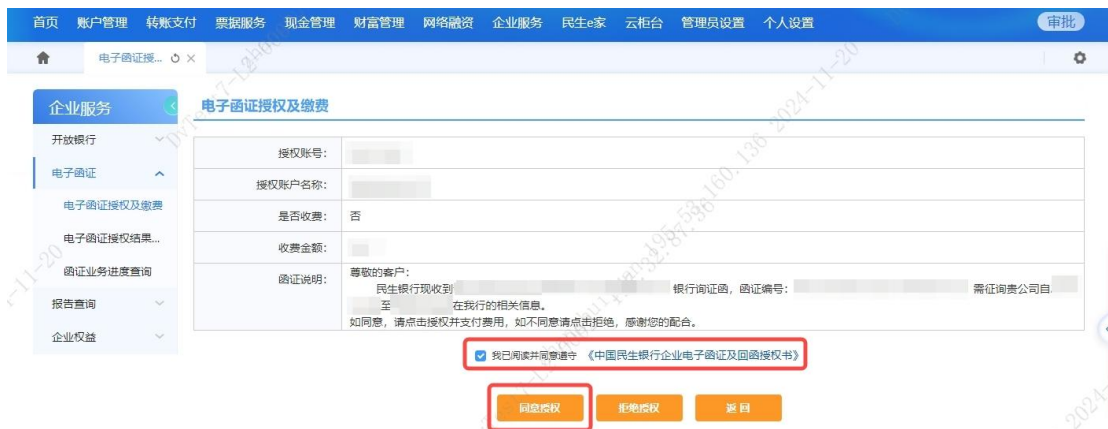 首页 账户管理 转账支付 票据服务 现金管理 财富管理 网络融资 企业服务 民生e家 云柜台 管理员设置 个人设置 审批
电子函证授...
企业服务
开放银行
电子函证
电子函证授权及缴费
电子函证授权结果...
函证业务进度查询
报告查询
企业权益
电子函证授权及缴费
授权账号：
授权账户名称：
是否收费： 否
收费金额：
函证说明： 尊敬的客户：
民生银行现收到 银行询证函，函证编号： 需征询贵公司自
至 在我行的相关信息。
如同意，请点击授权并支付费用，如不同意请点击拒绝，感谢您的配合。
我已阅读并同意遵守 《中国民生银行企业电子函证及回函授权书》
同意授权 拒绝授权 返回
2024-11-20